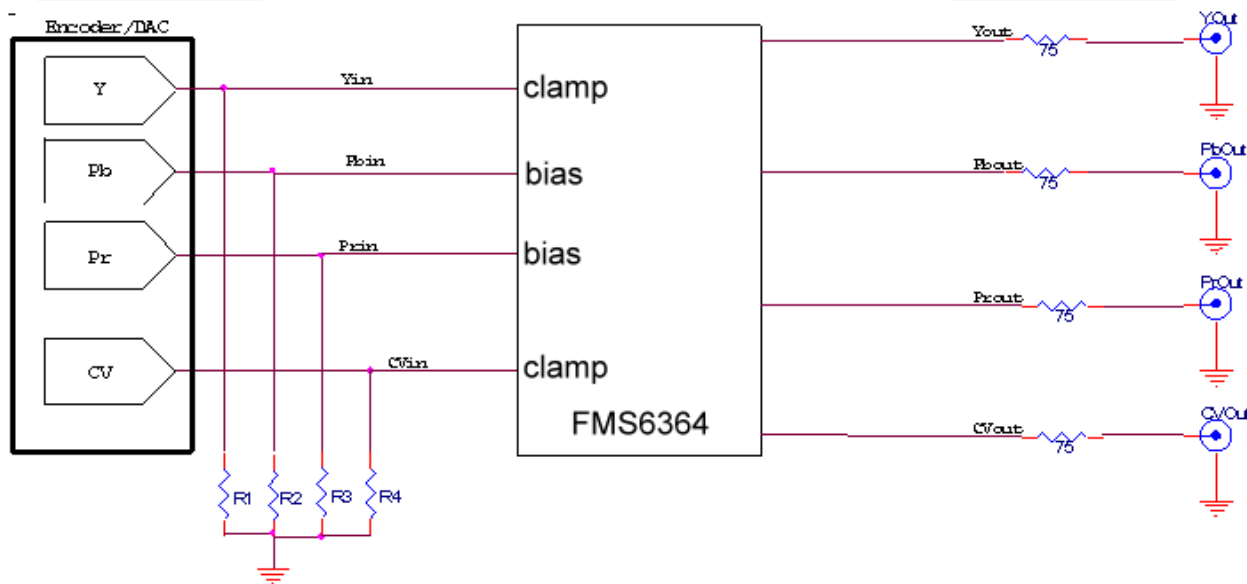 Encoder/DAC
Y
Pb
Pr
CV
Yin
Pbin
Prin
CVin
clamp
bias
bias
clamp
FMS6364
R1
R2
R3
R4
Yout
75
YOut
Pbout
75
PbOut
Prout
75
PrOut
CVout
75
CVOut